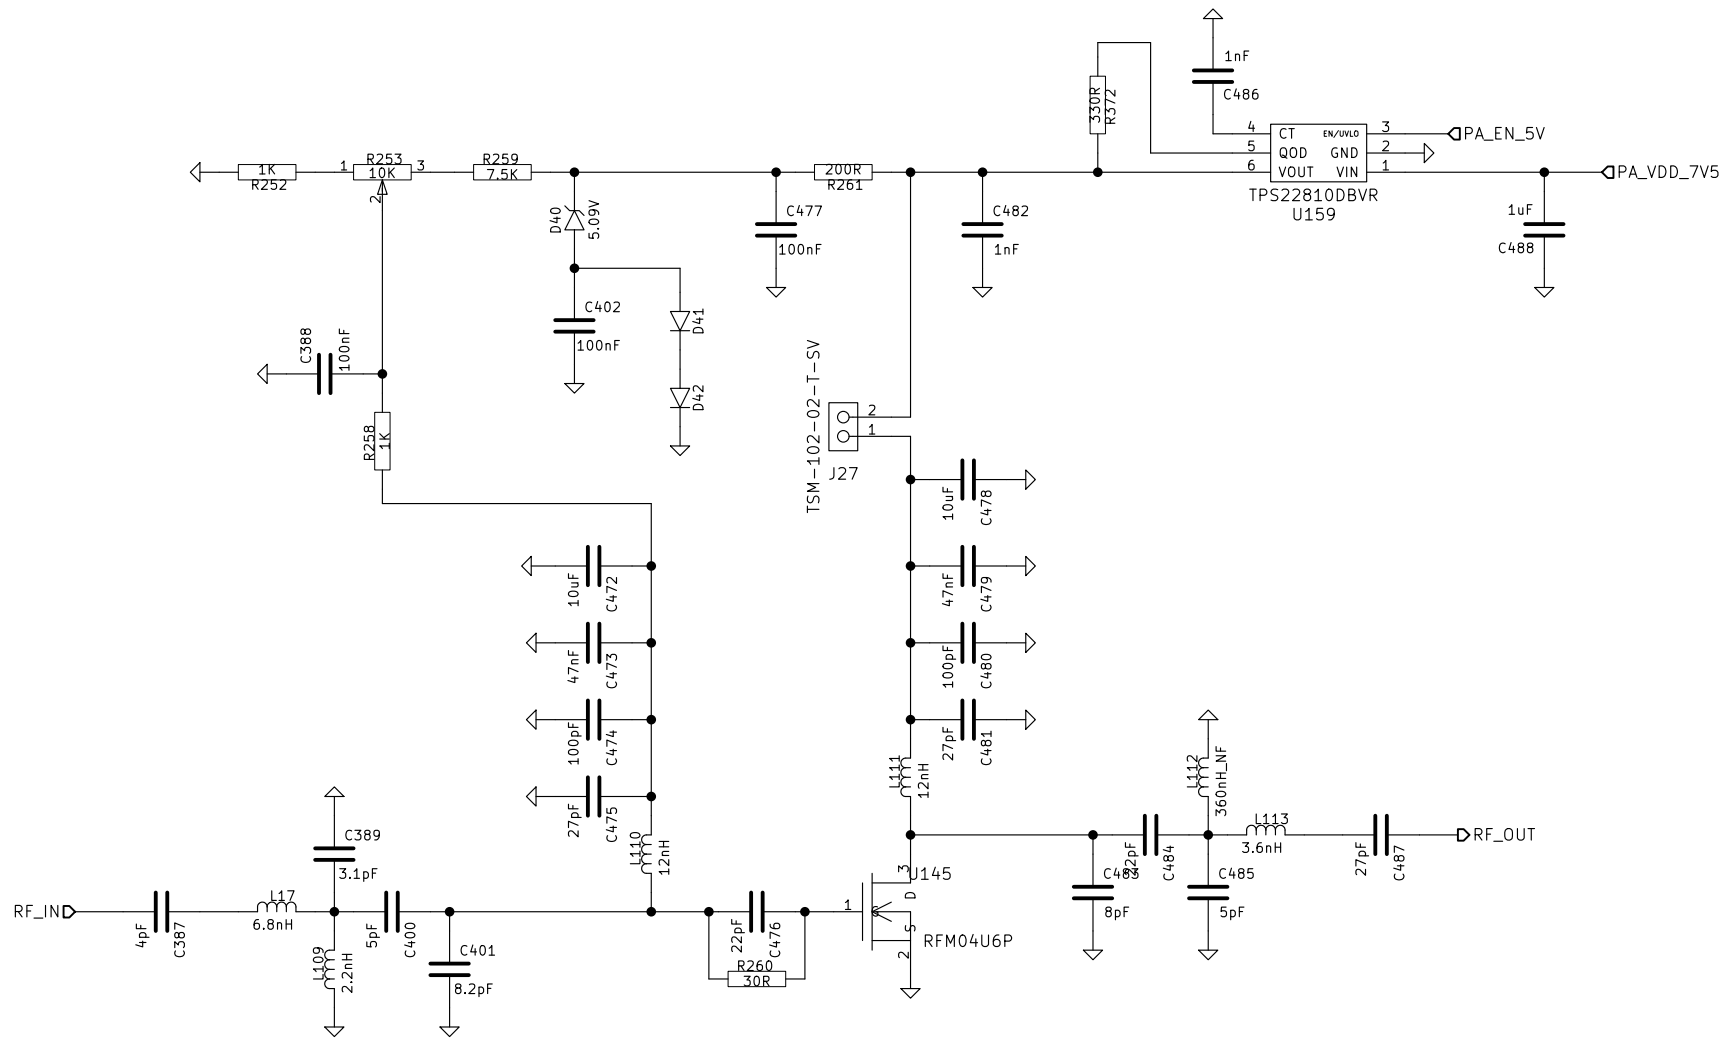 1nF
C486
330R
R372
4
CT
EN/UVLO
3
PA_EN_5V
5
QOD
GND
2
6
VOUT
VIN
1
PA_VDD_7V5
TPS22810DBVR
U159
1K
R252
1
R253
10K
3
2
R259
7.5K
200R
R261
D40
5.09V
C477
100nF
C482
1nF
1uF
C488
C402
100nF
D41
D42
C388
100nF
R258
1K
TSM-102-02-T-SV
2
1
J27
10uF
C478
10uF
C472
47nF
C479
47nF
C473
100pF
C480
100pF
C474
27pF
C481
27pF
C475
L111
12nH
L112
360nH_NF
L110
12nH
C389
3.1pF
L113
3.6nH
RF_OUT
22pF
C484
27pF
C487
C483
8pF
C485
5pF
3
U145
D
G
S
1
2
RFM04U6P
RF_IN
4pF
C387
L17
6.8nH
5pF
C400
L109
2.2nH
C401
8.2pF
22pF
C476
R260
30R